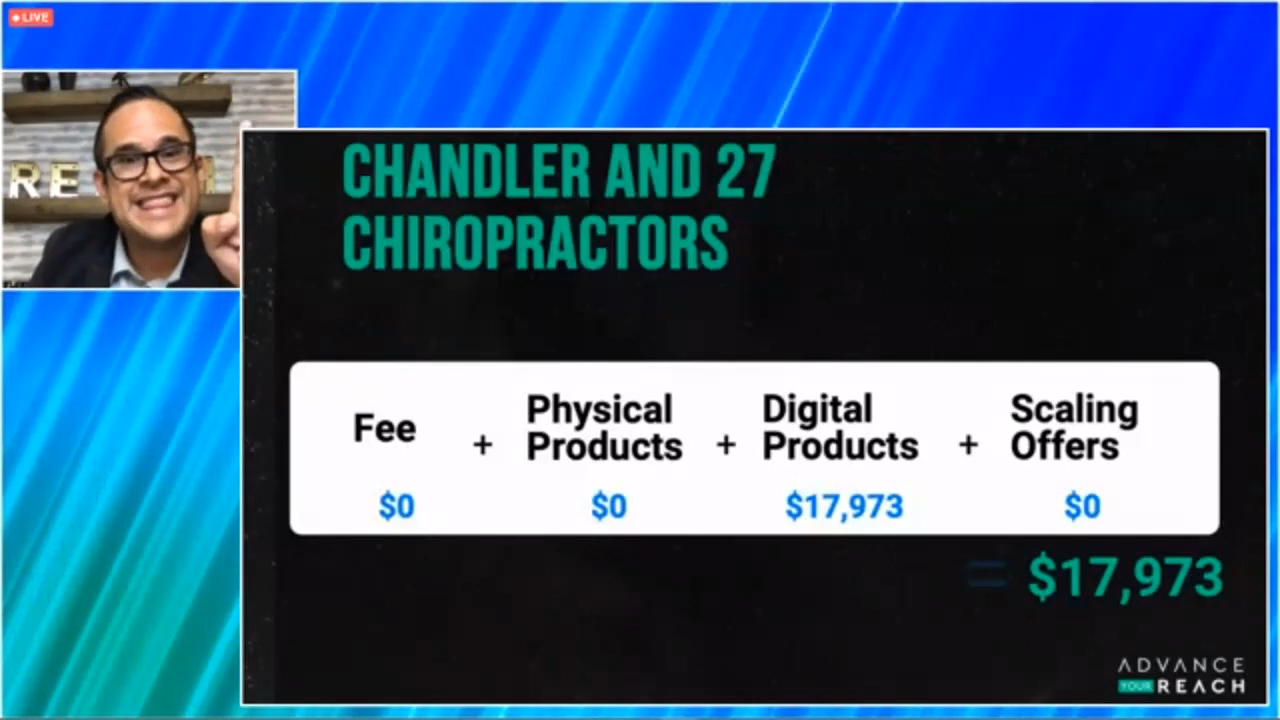 LIVE
RE
CHANDLER AND 27
CHIROPRACTORS
Fee + Physical Products + Digital Products + Scaling Offers
$0 $0 $17,973 $0
= $17,973
ADVANCE
YOUR REACH